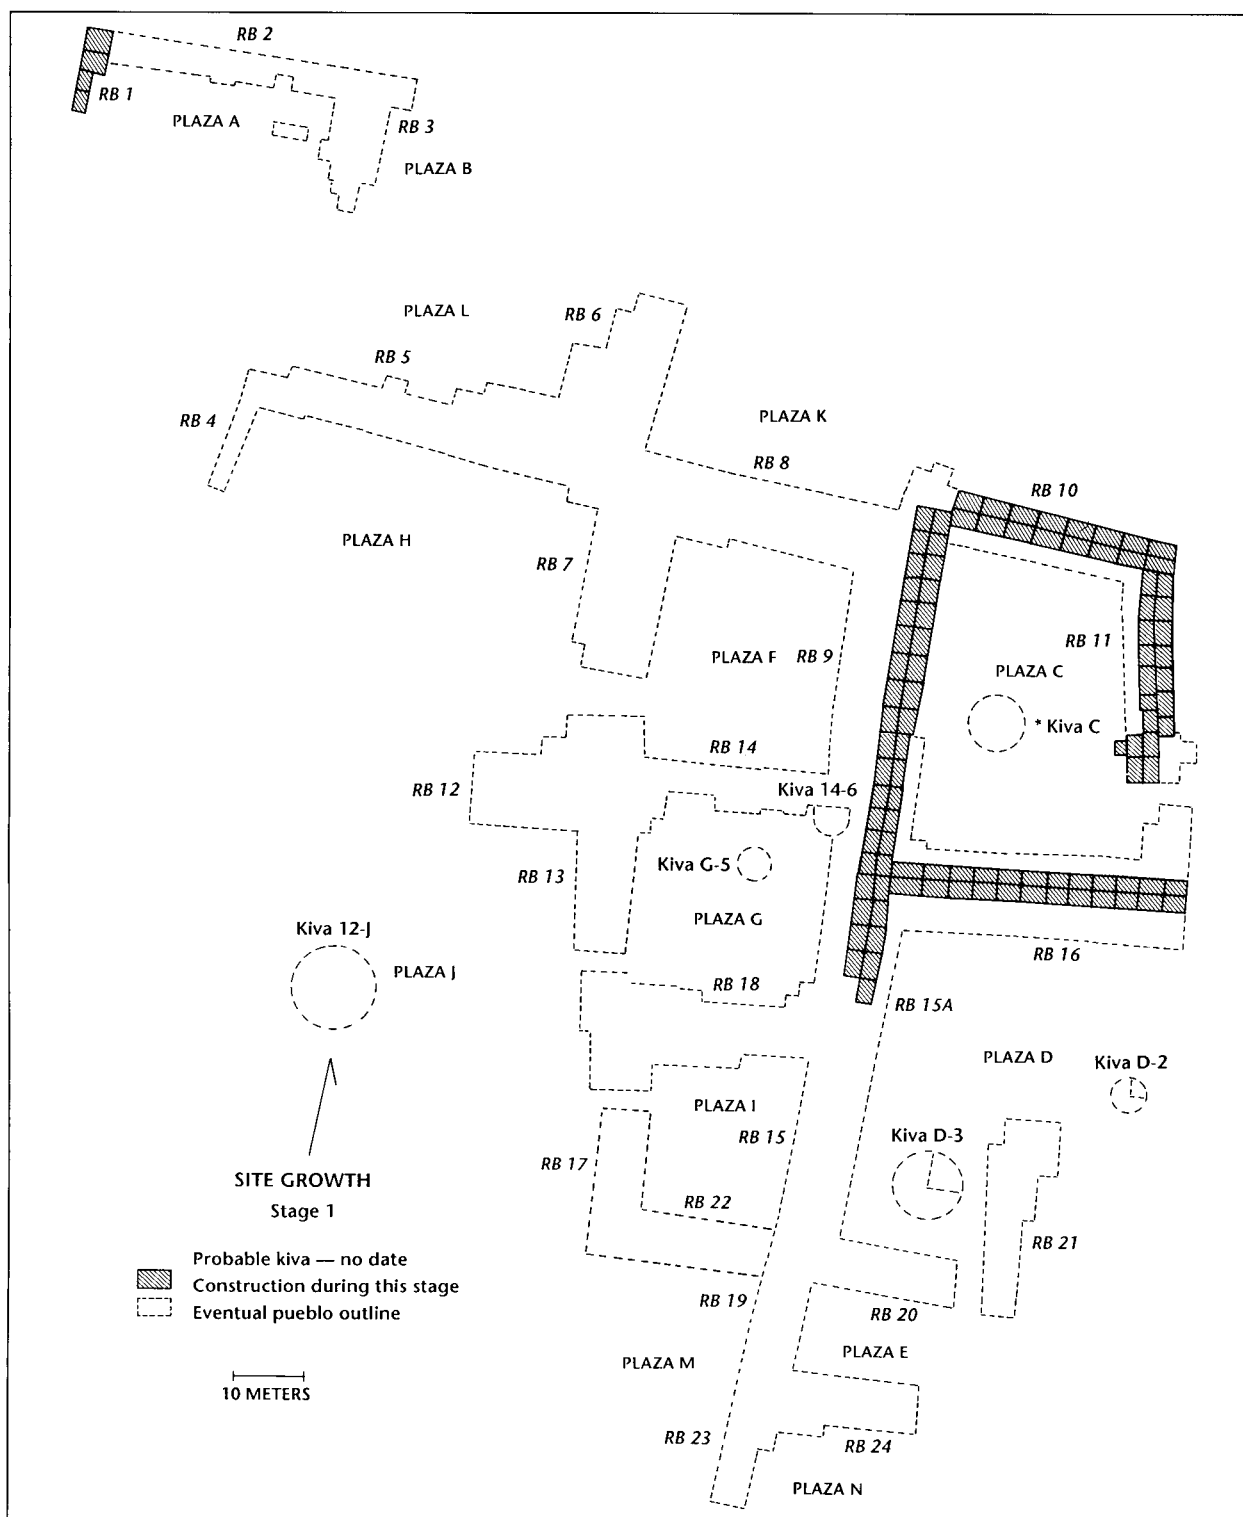 RB 2
RB 1
PLAZA A
RB 3
PLAZA B
PLAZA L
RB 6
RB 5
RB 4
PLAZA K
RB 8
RB 10
PLAZA H
RB 7
PLAZA F
RB 9
RB 11
PLAZA C
* Kiva C
RB 14
RB 12
Kiva 14-6
Kiva G-5
RB 13
PLAZA G
Kiva 12-J
PLAZA J
RB 18
RB 16
RB 15A
PLAZA D
Kiva D-2
PLAZA I
RB 15
Kiva D-3
RB 17
RB 22
RB 21
SITE GROWTH
Stage 1
Probable kiva — no date
Construction during this stage
Eventual pueblo outline
RB 19
RB 20
PLAZA M
PLAZA E
10 METERS
RB 23
RB 24
PLAZA N